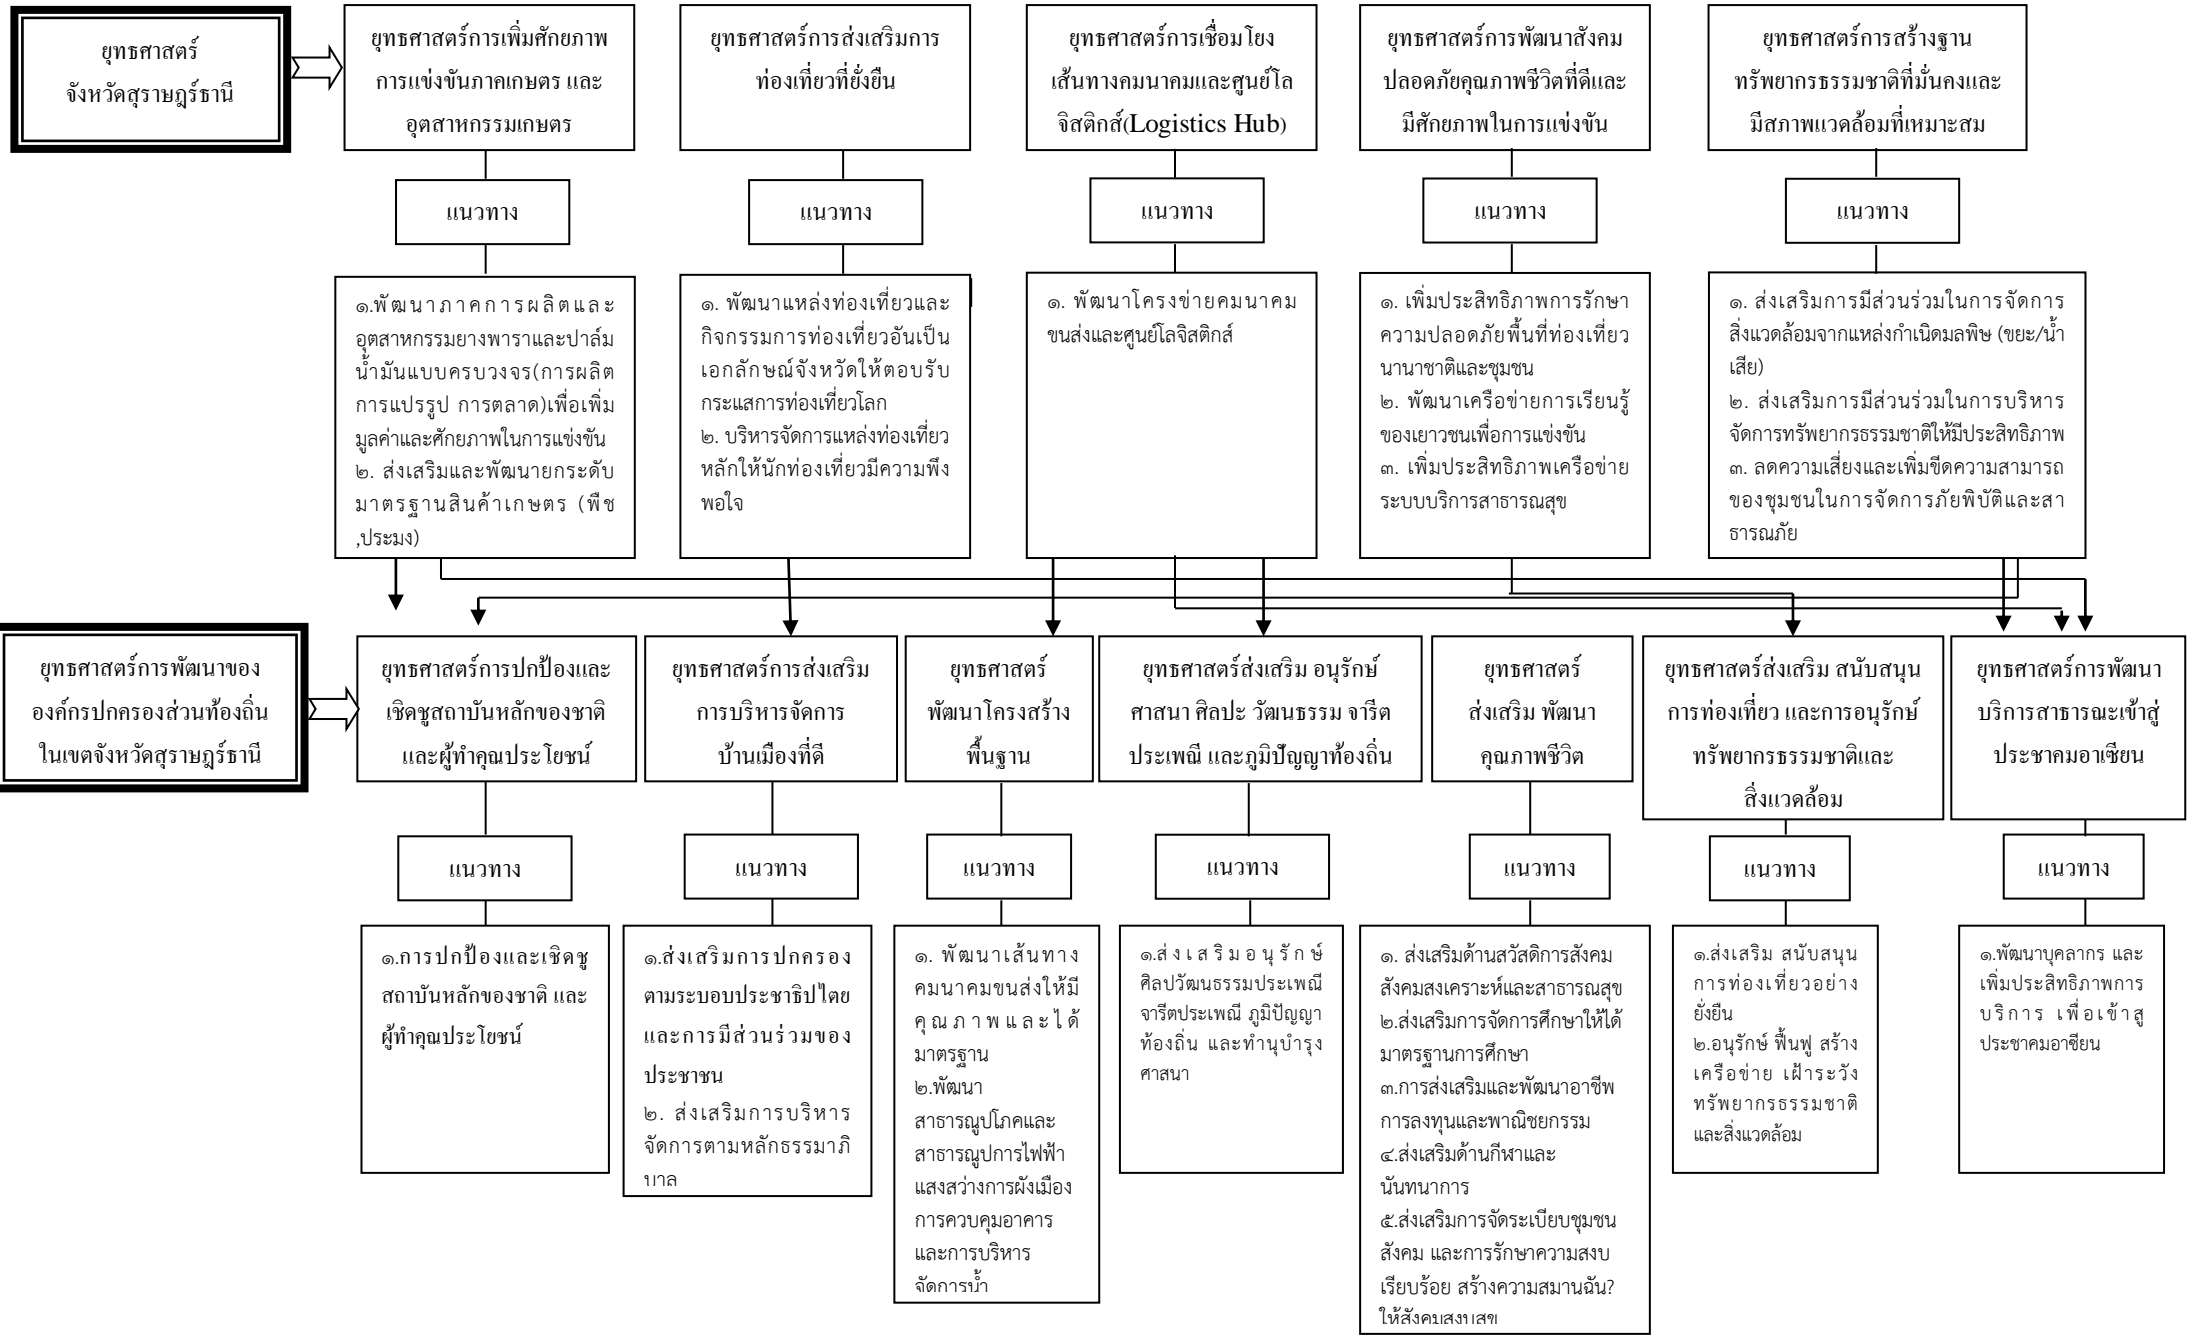 ยุทธศาสตร์
จังหวัดสุราษฎร์ธานี
ยุทธศาสตร์การเพิ่มศักยภาพ
การแข่งขันภาคเกษตร และ
อุตสาหกรรมเกษตร
ยุทธศาสตร์การส่งเสริมการ
ท่องเที่ยวที่ยั่งยืน
ยุทธศาสตร์การเชื่อมโยง
เส้นทางคมนาคมและศูนย์โล
จิสติกส์(Logistics Hub)
ยุทธศาสตร์การพัฒนาสังคม
ปลอดภัยคุณภาพชีวิตที่ดีและ
มีศักยภาพในการแข่งขัน
ยุทธศาสตร์การสร้างฐาน
ทรัพยากรธรรมชาติที่มั่นคงและ
มีสภาพแวดล้อมที่เหมาะสม
แนวทาง
แนวทาง
แนวทาง
แนวทาง
แนวทาง
๑.พัฒนาภาคการผลิตและ
อุตสาหกรรมยางพาราและปาล์ม
น้ำมันแบบครบวงจร(การผลิต
การแปรรูป การตลาด)เพื่อเพิ่ม
มูลค่าและศักยภาพในการแข่งขัน
๒. ส่งเสริมและพัฒนายกระดับ
มาตรฐานสินค้าเกษตร (พืช
,ประมง)
๑. พัฒนาแหล่งท่องเที่ยวและ
กิจกรรมการท่องเที่ยวอันเป็น
เอกลักษณ์จังหวัดให้ตอบรับ
กระแสการท่องเที่ยวโลก
๒. บริหารจัดการแหล่งท่องเที่ยว
หลักให้นักท่องเที่ยวมีความพึง
พอใจ
๑. พัฒนาโครงข่ายคมนาคม
ขนส่งและศูนย์โลจิสติกส์
๑. เพิ่มประสิทธิภาพการรักษา
ความปลอดภัยพื้นที่ท่องเที่ยว
นานาชาติและชุมชน
๒. พัฒนาเครือข่ายการเรียนรู้
ของเยาวชนเพื่อการแข่งขัน
๓. เพิ่มประสิทธิภาพเครือข่าย
ระบบบริการสาธารณสุข
๑. ส่งเสริมการมีส่วนร่วมในการจัดการ
สิ่งแวดล้อมจากแหล่งกำเนิดมลพิษ (ขยะ/น้ำ
เสีย)
๒. ส่งเสริมการมีส่วนร่วมในการบริหาร
จัดการทรัพยากรธรรมชาติให้มีประสิทธิภาพ
๓. ลดความเสี่ยงและเพิ่มขีดความสามารถ
ของชุมชนในการจัดการภัยพิบัติและสา
ธารณภัย
ยุทธศาสตร์การพัฒนาของ
องค์กรปกครองส่วนท้องถิ่น
ในเขตจังหวัดสุราษฎร์ธานี
ยุทธศาสตร์การปกป้องและ
เชิดชูสถาบันหลักของชาติ
และผู้ทำคุณประโยชน์
ยุทธศาสตร์การส่งเสริม
การบริหารจัดการ
บ้านเมืองที่ดี
ยุทธศาสตร์
พัฒนาโครงสร้าง
พื้นฐาน
ยุทธศาสตร์ส่งเสริม อนุรักษ์
ศาสนา ศิลปะ วัฒนธรรม จารีต
ประเพณี และภูมิปัญญาท้องถิ่น
ยุทธศาสตร์
ส่งเสริม พัฒนา
คุณภาพชีวิต
ยุทธศาสตร์ส่งเสริม สนับสนุน
การท่องเที่ยว และการอนุรักษ์
ทรัพยากรธรรมชาติและ
สิ่งแวดล้อม
ยุทธศาสตร์การพัฒนา
บริการสาธารณะเข้าสู่
ประชาคมอาเซียน
แนวทาง
แนวทาง
แนวทาง
แนวทาง
แนวทาง
แนวทาง
แนวทาง
๑.การปกป้องและเชิดชู
สถาบันหลักของชาติ และ
ผู้ทำคุณประโยชน์
๑.ส่งเสริมการปกครอง
ตามระบอบประชาธิปไตย
และการมีส่วนร่วมของ
ประชาชน
๒. ส่งเสริมการบริหาร
จัดการตามหลักธรรมาภิ
บาล
๑. พัฒนาเส้นทาง
คมนาคมขนส่งให้มี
คุณภาพและได้
มาตรฐาน
๒.พัฒนา
สาธารณูปโภคและ
สาธารณูปการไฟฟ้า
แสงสว่างการผังเมือง
การควบคุมอาคาร
และการบริหาร
จัดการน้ำ
๑.ส่งเสริมอนุรักษ์
ศิลปวัฒนธรรมประเพณี
จารีตประเพณี ภูมิปัญญา
ท้องถิ่น และทำนุบำรุง
ศาสนา
๑. ส่งเสริมด้านสวัสดิการสังคม
สังคมสงเคราะห์และสาธารณสุข
๒.ส่งเสริมการจัดการศึกษาให้ได้
มาตรฐานการศึกษา
๓.การส่งเสริมและพัฒนาอาชีพ
การลงทุนและพาณิชยกรรม
๔.ส่งเสริมด้านกีฬาและ
นันทนาการ
๕.ส่งเสริมการจัดระเบียบชุมชน
สังคม และการรักษาความสงบ
เรียบร้อย สร้างความสมานฉัน?
ให้สังคมสงบสุข
๑.ส่งเสริม สนับสนุน
การท่องเที่ยวอย่าง
ยั่งยืน
๒.อนุรักษ์ ฟื้นฟู สร้าง
เครือข่าย เฝ้าระวัง
ทรัพยากรธรรมชาติ
และสิ่งแวดล้อม
๑.พัฒนาบุคลากร และ
เพิ่มประสิทธิภาพการ
บริการ เพื่อเข้าสู่
ประชาคมอาซียน